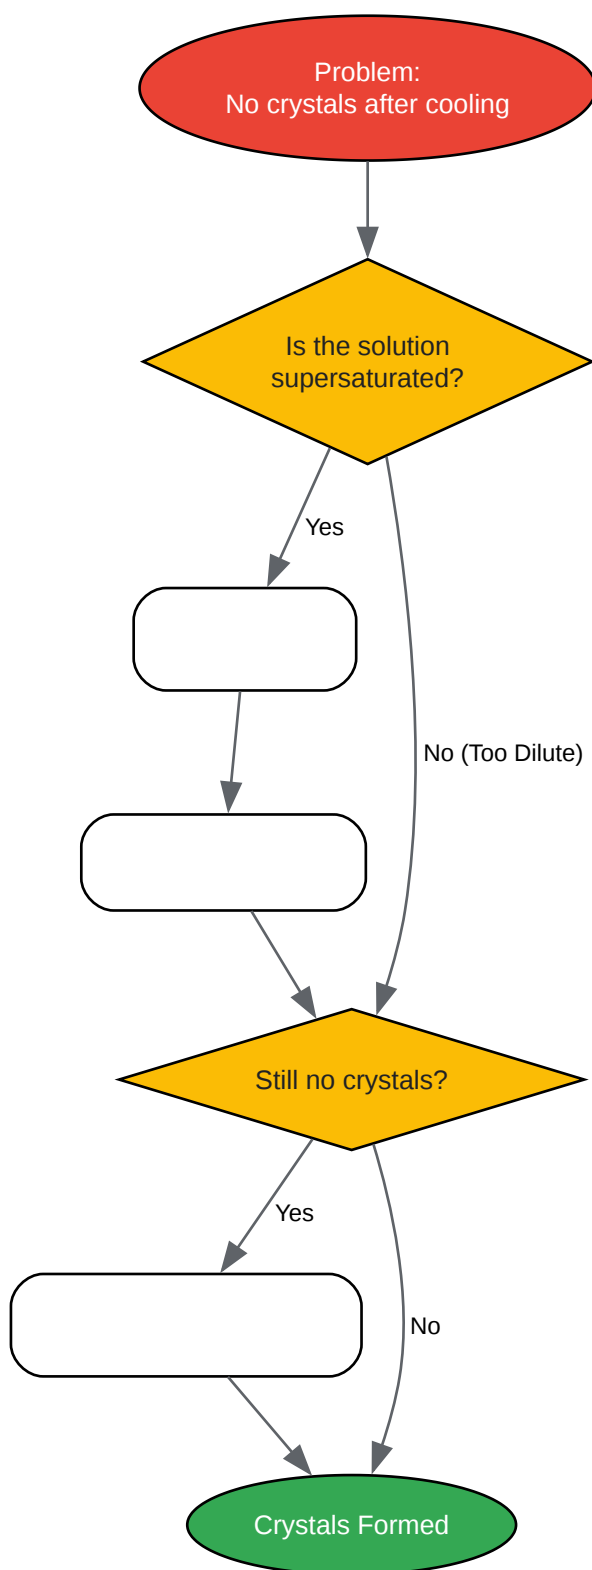 Problem:
No crystals after cooling
Is the solution
supersaturated?
Yes
No (Too Dilute)
Still no crystals?
Yes
No
Crystals Formed